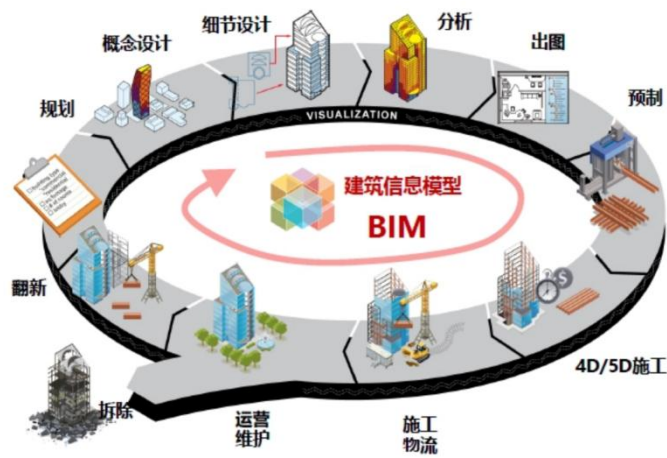 细节设计
分析
概念设计
出图
规划
预制
VISUALIZATION
建筑信息模型
BIM
翻新
4D/5D施工
拆除
运营
维护
施工
物流